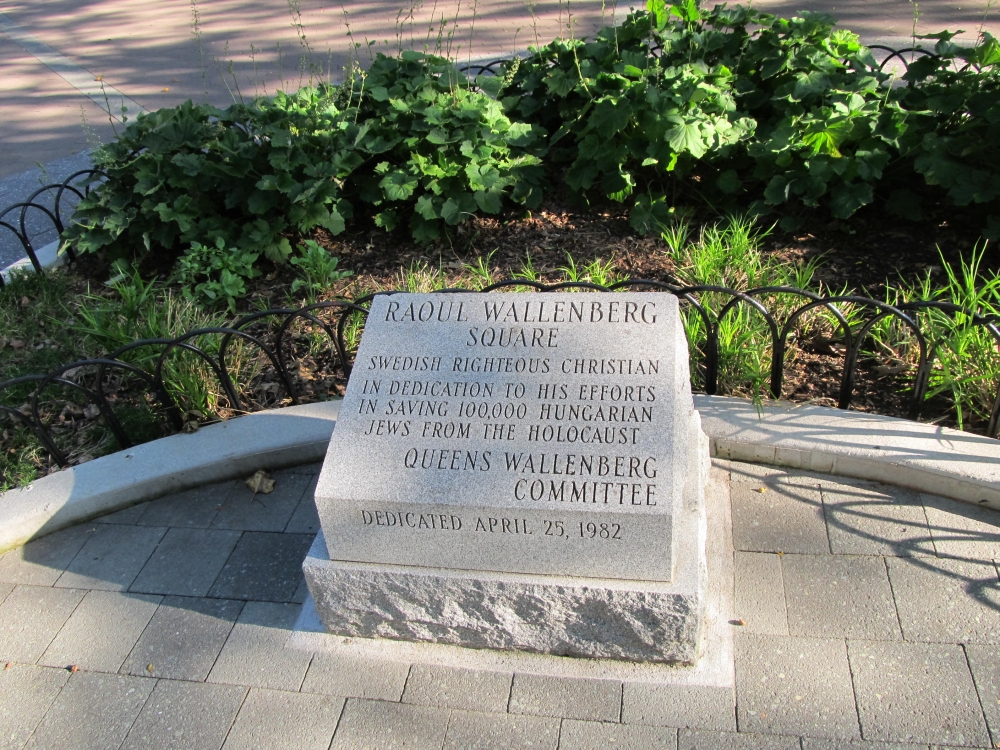 RAOUL WALLENBERG
SQUARE
SWEDISH RIGHTEOUS CHRISTIAN
IN DEDICATION TO HIS EFFORTS
IN SAVING 100,000 HUNGARIAN
JEWS FROM THE HOLOCAUST
QUEENS WALLENBERG
COMMITTEE
DEDICATED APRIL 25, 1982